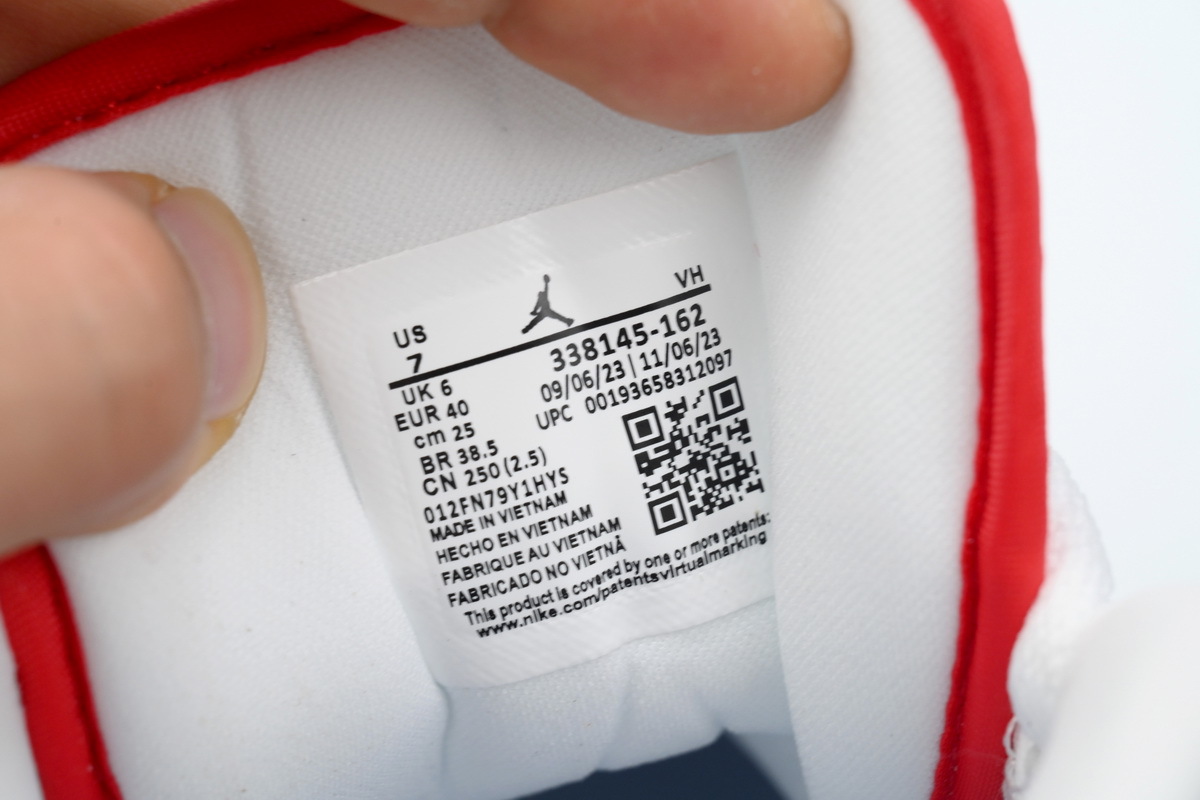 US VH
7 338145-162
UK 6 09/06/23 | 11/06/23
EUR 40 UPC 00193658312097
cm 25
BR 38.5
CN 250 (2.5)
012FN79Y1HYS
MADE IN VIETNAM
HECHO EN VIETNAM
FABRIQUE AU VIETNAM
FABRICADO NO VIETNÃ
This product is covered by one or more patents:
www.nike.com/patentsvirtualmarking